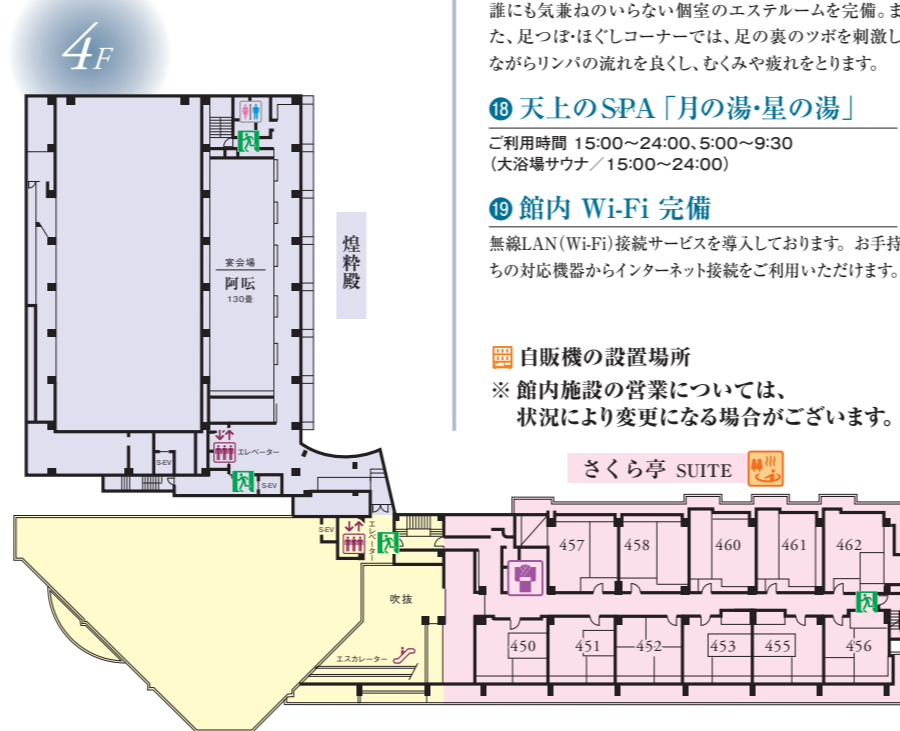 4F
誰にも気兼ねのいらない個室のエステルームを完備。ま
た、足つぼ・ほぐしコーナーでは、足の裏のツボを刺激し
ながらリンパの流れを良くし、むくみや疲れをとります。
⓲ 天上のSPA「月の湯・星の湯」
ご利用時間 15:00〜24:00、5:00〜9:30
(大浴場サウナ／15:00〜24:00)
⓳ 館内 Wi-Fi 完備
無線LAN(Wi-Fi)接続サービスを導入しております。お手持
ちの対応機器からインターネット接続をご利用いただけます。
自販機の設置場所
※ 館内施設の営業については、
状況により変更になる場合がございます。
煌粋殿
宴会場
阿吆
130畳
エレベーター
S-EV
S-EV
さくら亭 SUITE
S-EV
エレベーター
吹抜
エスカレーター
457
458
460
461
462
450
451
452
453
455
456